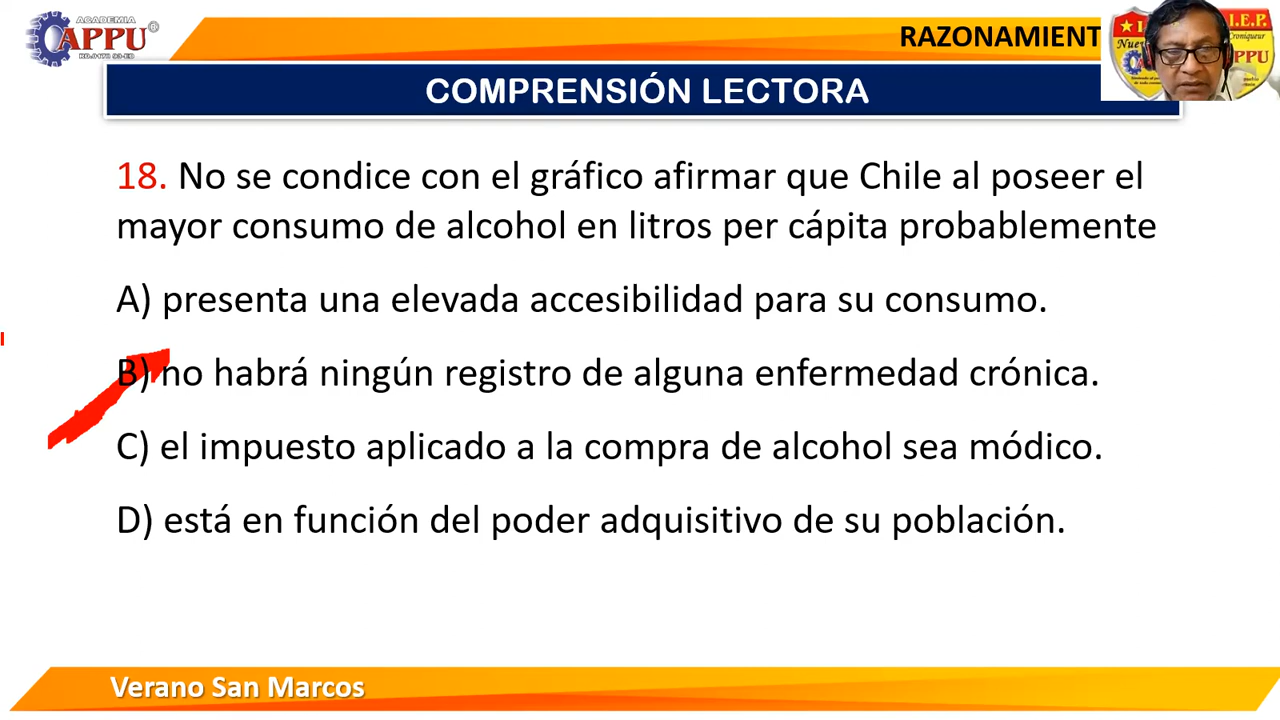 ACADEMIA
APPU®
RAZONAMIENT
I.E.P.
Croniqueur
APPU
COMPRENSIÓN LECTORA
18. No se condice con el gráfico afirmar que Chile al poseer el
mayor consumo de alcohol en litros per cápita probablemente
A) presenta una elevada accesibilidad para su consumo.
B) no habrá ningún registro de alguna enfermedad crónica.
C) el impuesto aplicado a la compra de alcohol sea módico.
D) está en función del poder adquisitivo de su población.
Verano San Marcos